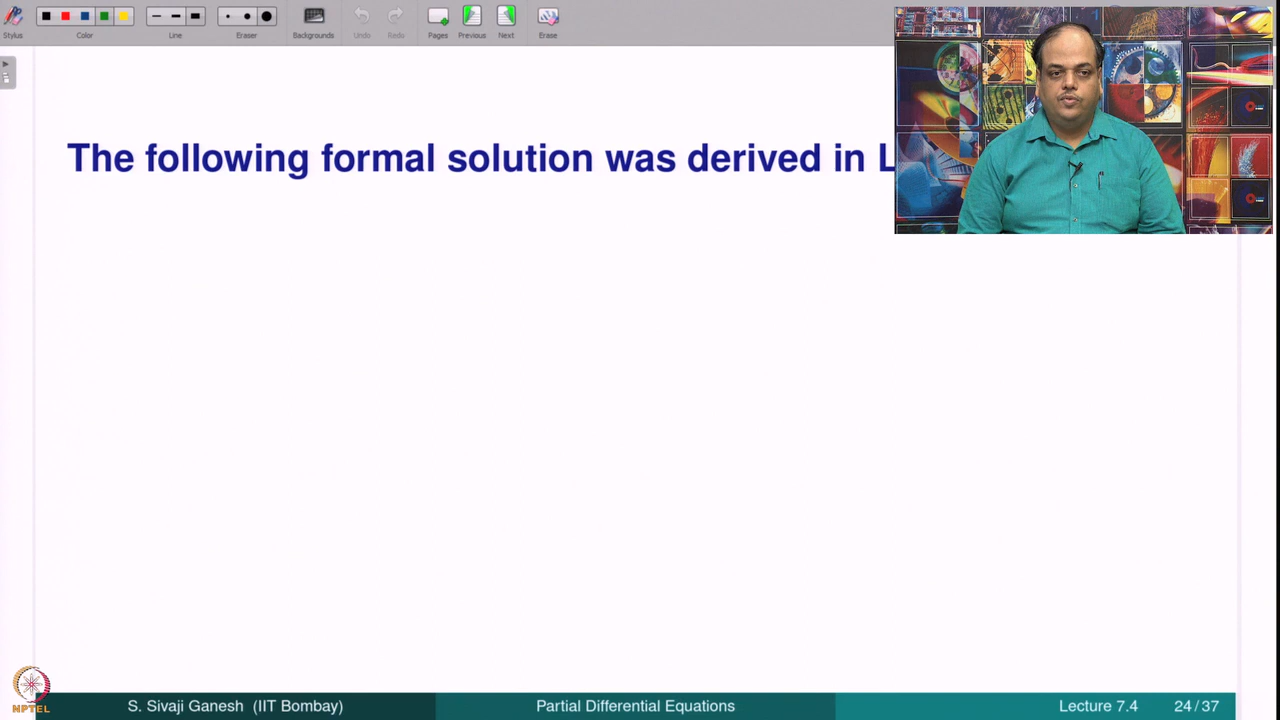 Stylus
Color
Line
Eraser
Backgrounds
Undo
Redo
Pages
Previous
Next
Erase
The following formal solution was derived in L
NPTEL
S. Sivaji Ganesh (IIT Bombay)
Partial Differential Equations
Lecture 7.4
24/37